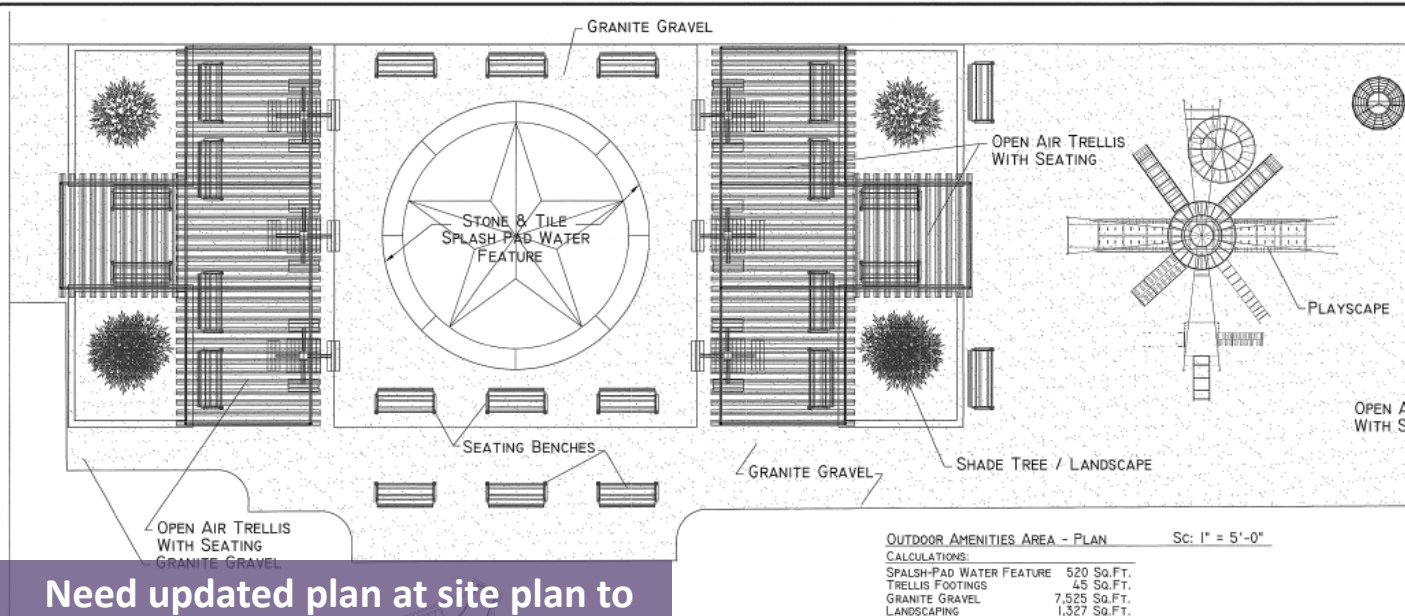 GRANITE GRAVEL
OPEN AIR TRELLIS
WITH SEATING
STONE & TILE
SPLASH PAD WATER
FEATURE
PLAYSCAPE
OPEN A
WITH S
SEATING BENCHES
GRANITE GRAVEL
SHADE TREE / LANDSCAPE
OPEN AIR TRELLIS
WITH SEATING
GRANITE GRAVEL
OUTDOOR AMENITIES AREA - PLAN SC: 1" = 5'-0"
CALCULATIONS:
SPALSH-PAD WATER FEATURE 520 SQ.FT.
TRELLIS FOOTINGS 45 SQ.FT.
GRANITE GRAVEL 7,525 SQ.FT.
LANDSCAPING 1,327 SQ.FT.
Need updated plan at site plan to